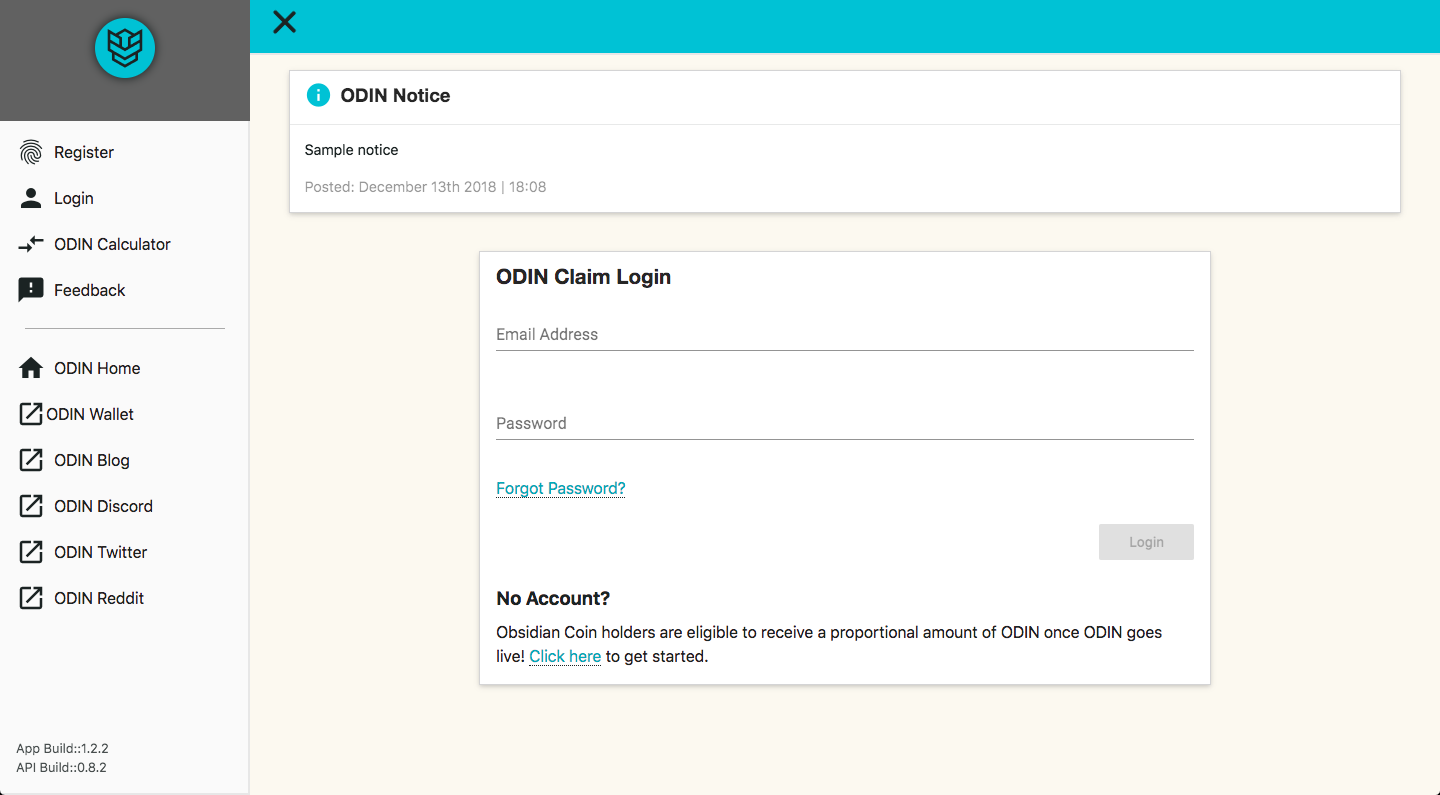 Register
Login
ODIN Calculator
Feedback
ODIN Home
ODIN Wallet
ODIN Blog
ODIN Discord
ODIN Twitter
ODIN Reddit
App Build::1.2.2
API Build::0.8.2
ODIN Notice
Sample notice
Posted: December 13th 2018 | 18:08
ODIN Claim Login
Email Address
Password
Forgot Password?
Login
No Account?
Obsidian Coin holders are eligible to receive a proportional amount of ODIN once ODIN goes
live! Click here to get started.